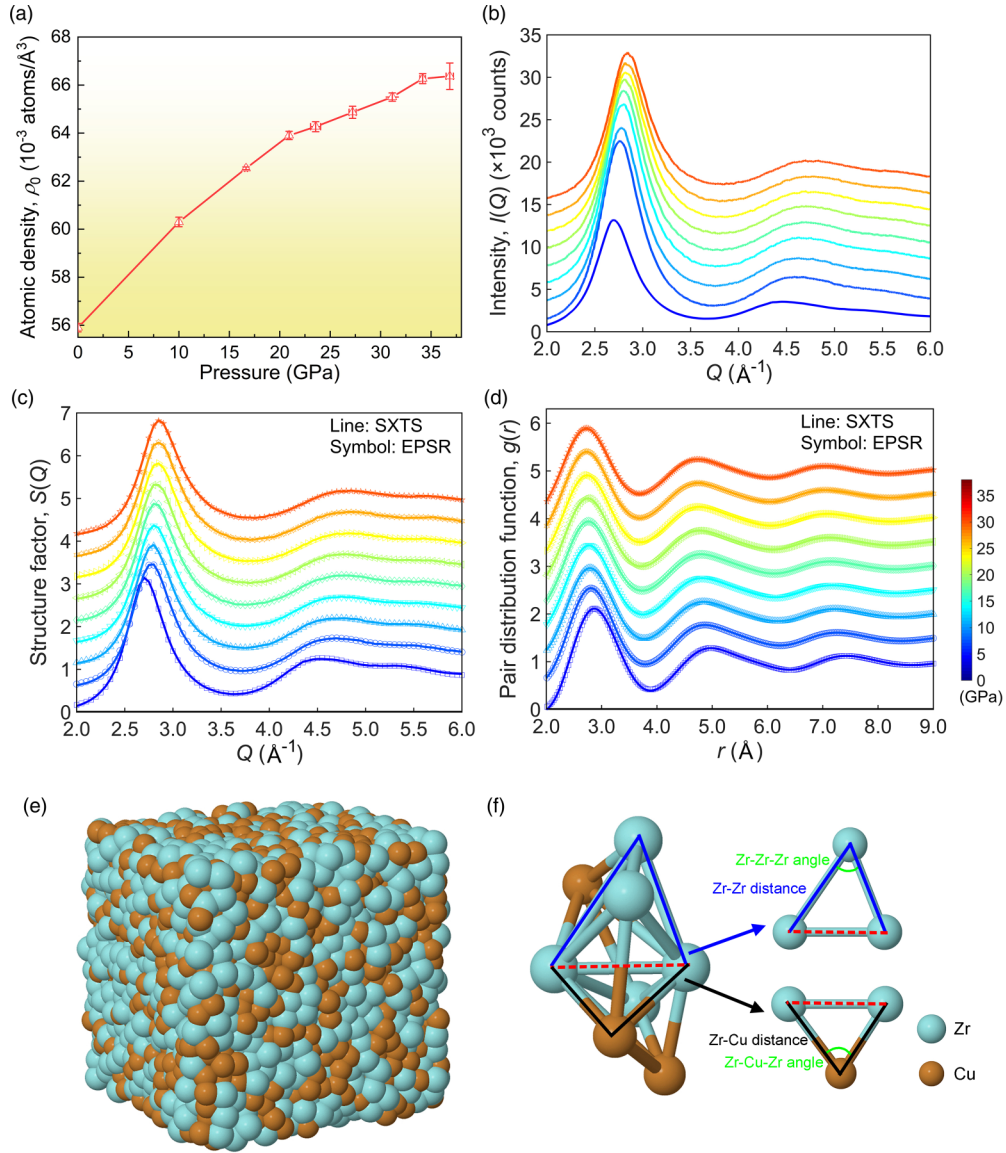 (a)
68
66
64
62
60
58
56
0
5
10
15
20
25
30
35
Pressure (GPa)
Atomic density, ρ0 (10-3 atoms/Å3)
(b)
35
30
25
20
15
10
5
0
2.0
2.5
3.0
3.5
4.0
4.5
5.0
5.5
6.0
Q (Å-1)
Intensity, I(Q) (×103 counts)
(c)
Line: SXTS
Symbol: EPSR
7
6
5
4
3
2
1
0
2.0
2.5
3.0
3.5
4.0
4.5
5.0
5.5
6.0
Q (Å-1)
Structure factor, S(Q)
(d)
Line: SXTS
Symbol: EPSR
6
5
4
3
2
1
0
2.0
3.0
4.0
5.0
6.0
7.0
8.0
9.0
r (Å)
Pair distribution function, g(r)
35
30
25
20
15
10
5
0
(GPa)
(e)
(f)
Zr-Zr-Zr angle
Zr-Zr distance
Zr-Cu distance
Zr-Cu-Zr angle
Zr
Cu